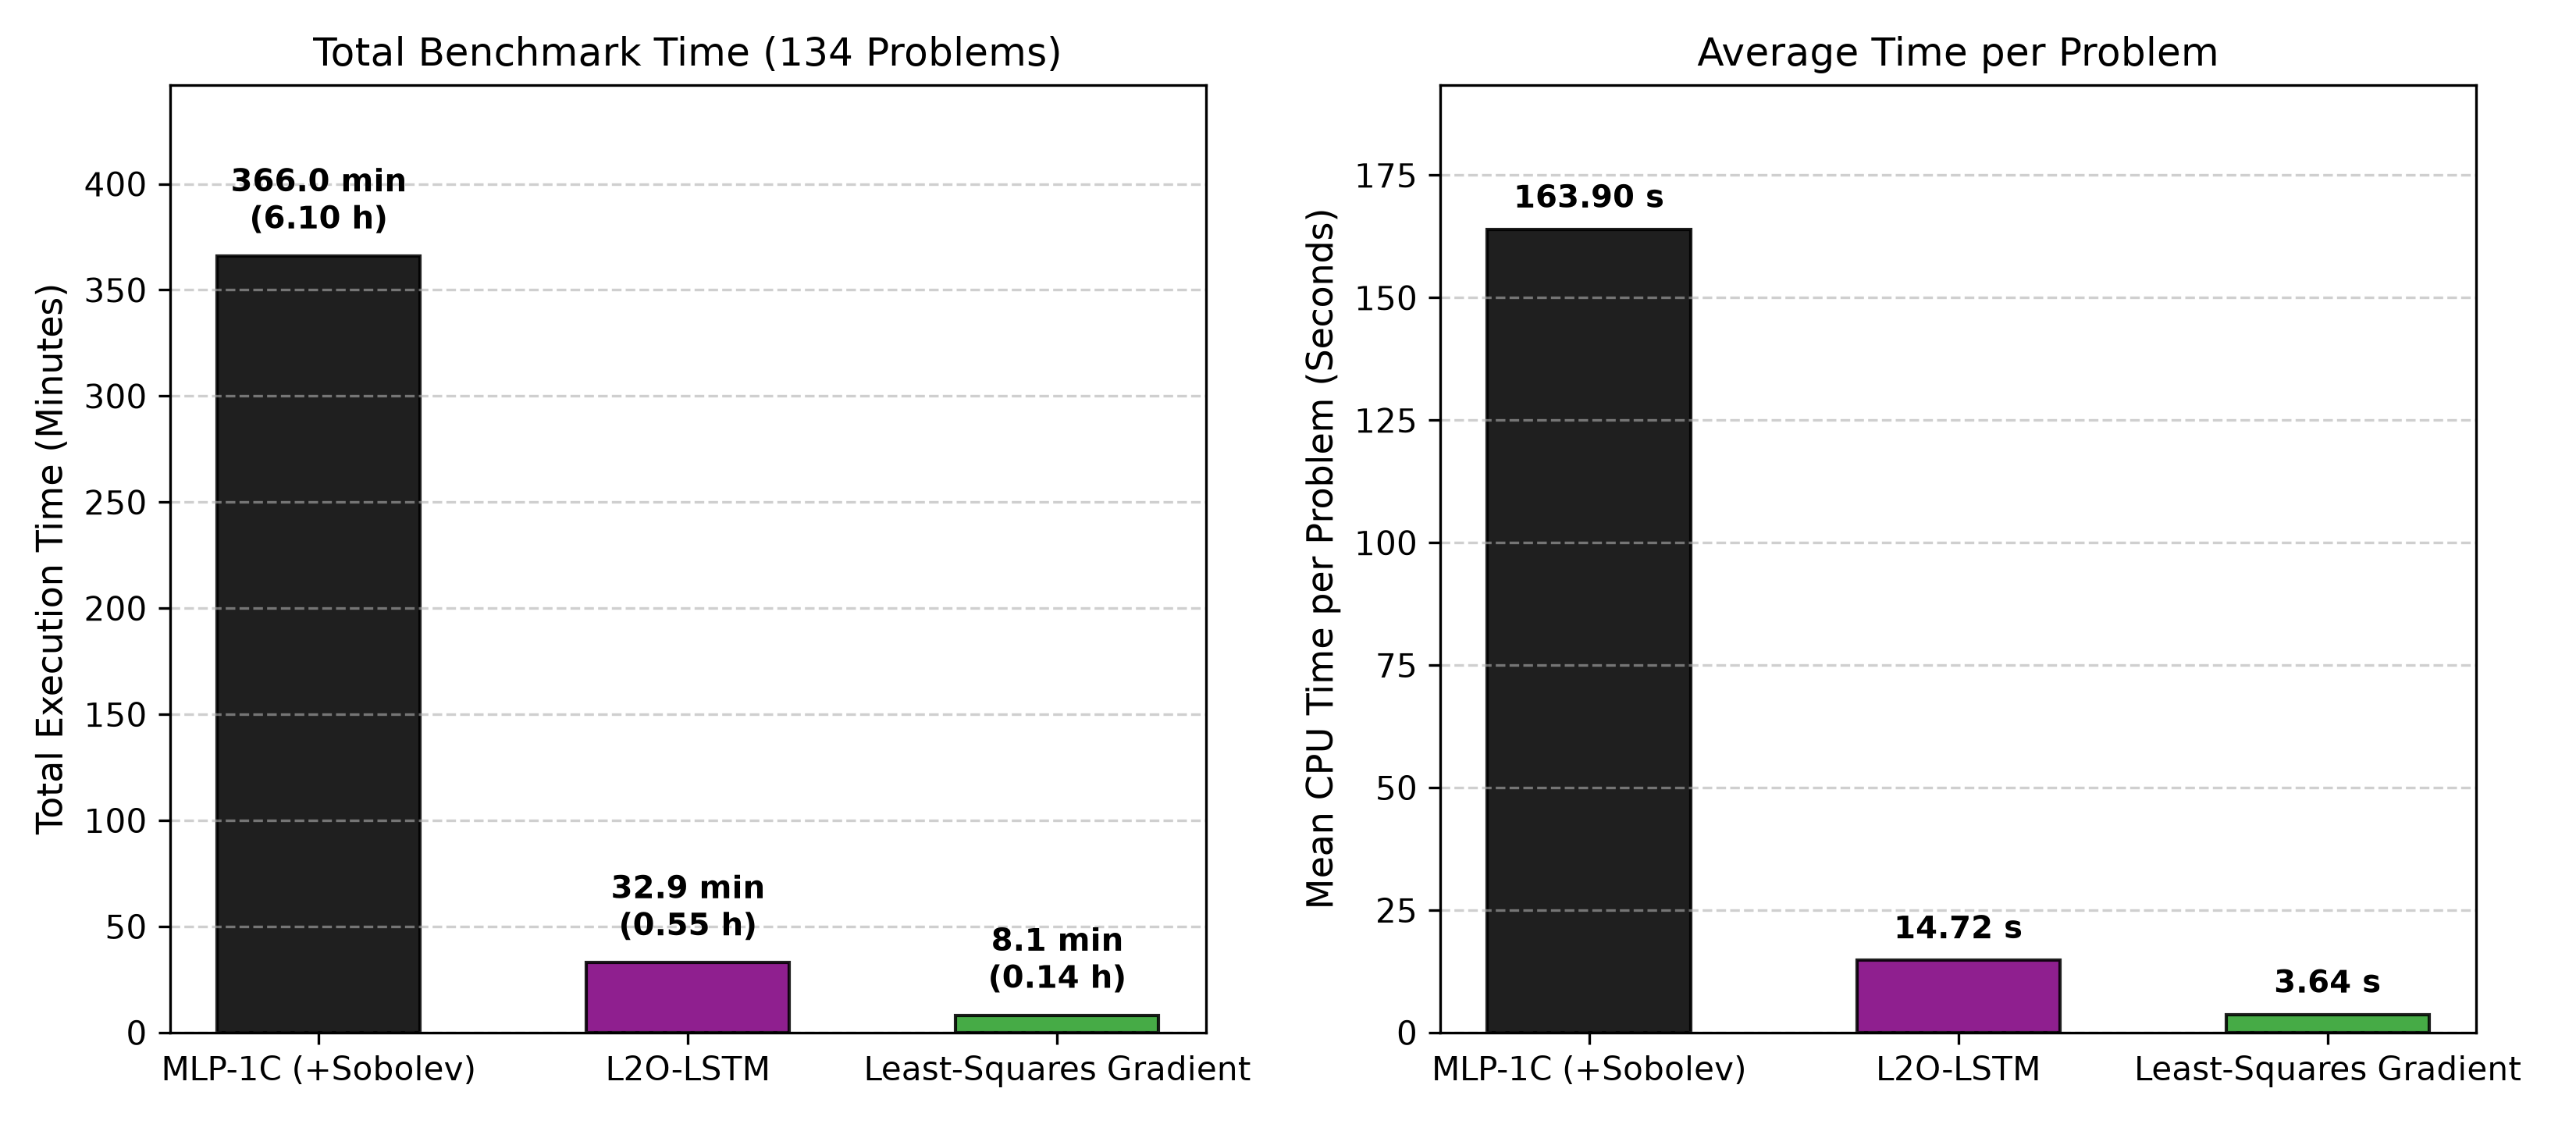 Total Benchmark Time (134 Problems)
Total Execution Time (Minutes)
400
350
300
250
200
150
100
50
0
366.0 min
(6.10 h)
32.9 min
(0.55 h)
8.1 min
(0.14 h)
MLP-1C (+Sobolev)
L2O-LSTM
Least-Squares Gradient
Average Time per Problem
Mean CPU Time per Problem (Seconds)
175
150
125
100
75
50
25
0
163.90 s
14.72 s
3.64 s
MLP-1C (+Sobolev)
L2O-LSTM
Least-Squares Gradient